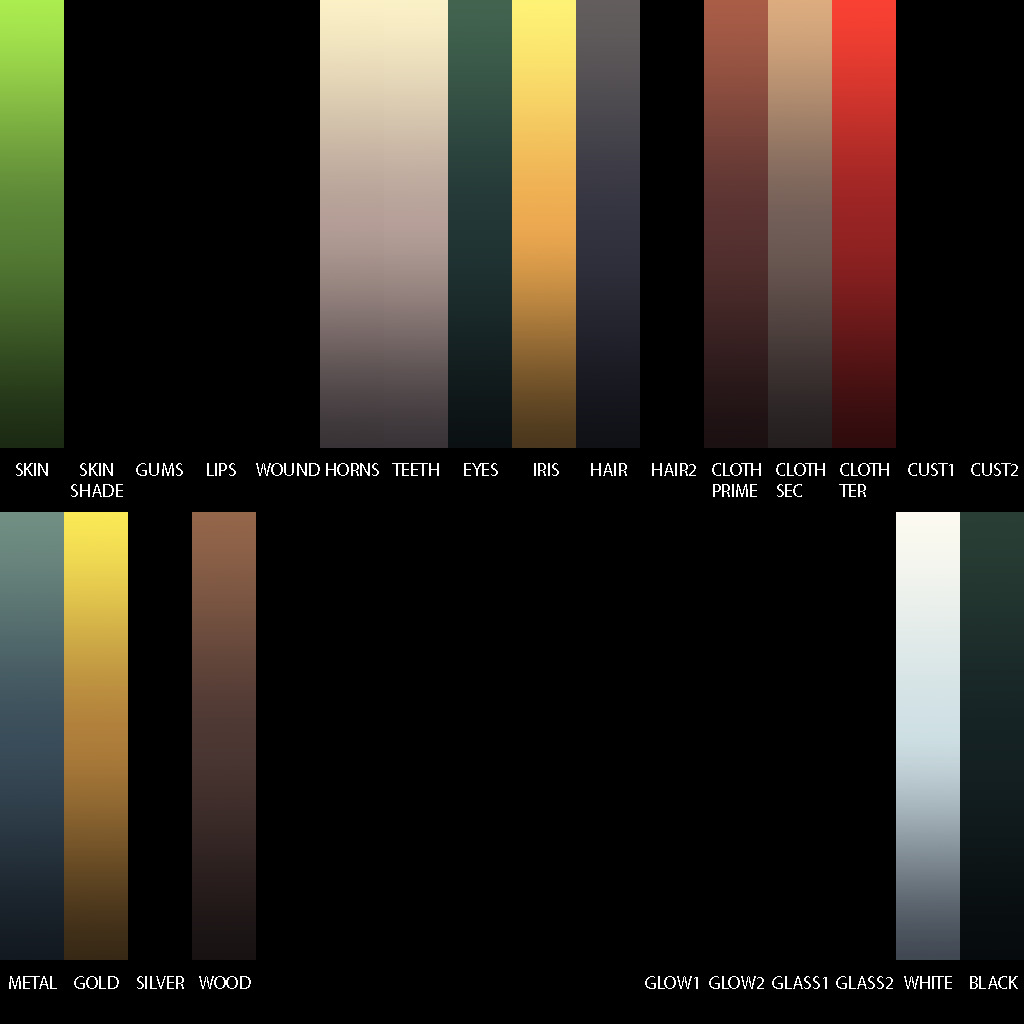 SKIN SKIN GUMS LIPS WOUND HORNS TEETH EYES IRIS HAIR HAIR2 CLOTH CLOTH CLOTH CUST1 CUST2
SHADE PRIME SEC TER
METAL GOLD SILVER WOOD GLOW1 GLOW2 GLASS1 GLASS2 WHITE BLACK